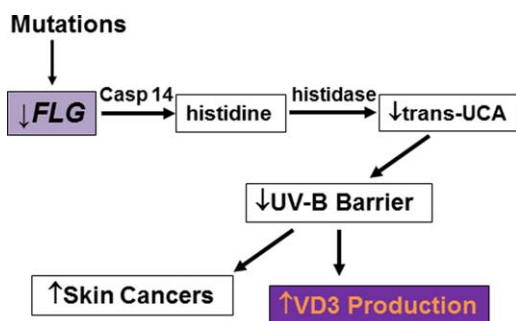 Mutations
↓FLG
Casp 14
histidine
histidase
↓trans-UCA
↓UV-B Barrier
↑Skin Cancers
↑VD3 Production